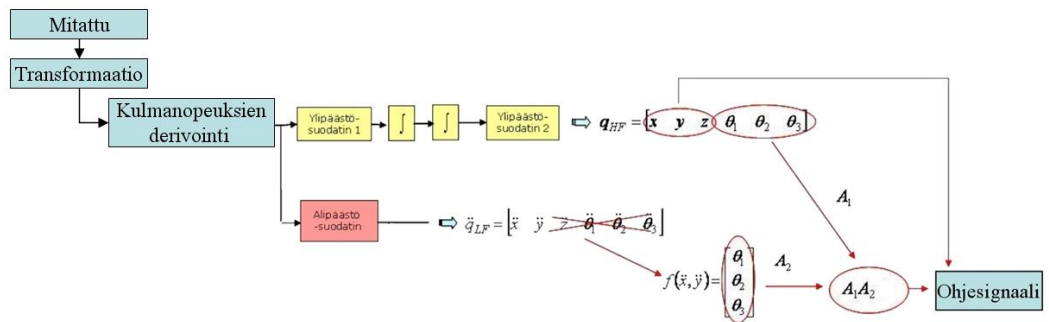 Mitattu
Transformaatio
Kulmanopeuksien
derivointi
Ylipäästö-
suodatin 1
∫
∫
Ylipäästö-
suodatin 2
q_HF = [x y z θ₁ θ₂ θ₃]
A₁
Alipäästö
-suodatin
q̈_LF = [ẍ ÿ z̈ θ̈₁ θ̈₂ θ̈₃]
f(ẍ, ÿ) = [θ₁
θ₂
θ₃]
A₂
A₁A₂
Ohjesignaali